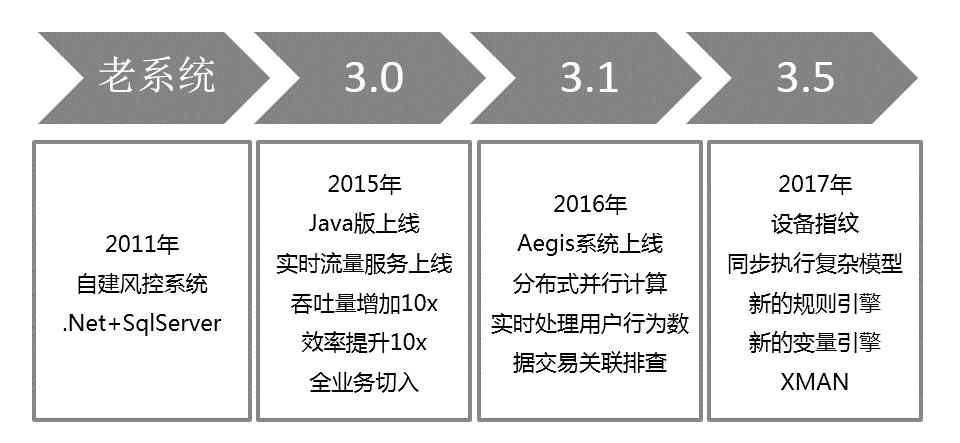 老系统
3.0
3.1
3.5
2011年
自建风控系统
.Net+SqlServer
2015年
Java版上线
实时流量服务上线
吞吐量增加10x
效率提升10x
全业务切入
2016年
Aegis系统上线
分布式并行计算
实时处理用户行为数
据交易关联排查
2017年
设备指纹
同步执行复杂模型
新的规则引擎
新的变量引擎
XMAN